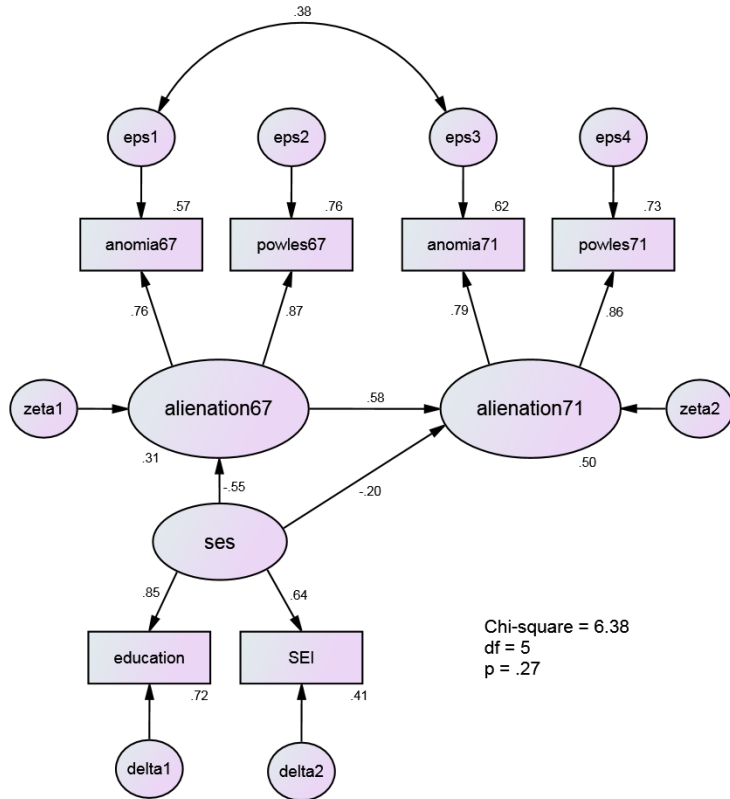 .38
eps1
eps2
eps3
eps4
.57
.76
.62
.73
anomia67
powles67
anomia71
powles71
.76
.87
.79
.86
zeta1
alienation67
.58
alienation71
zeta2
.31
.50
-.55
-.20
ses
.85
.64
education
SEI
.72
.41
Chi-square = 6.38
df = 5
p = .27
delta1
delta2